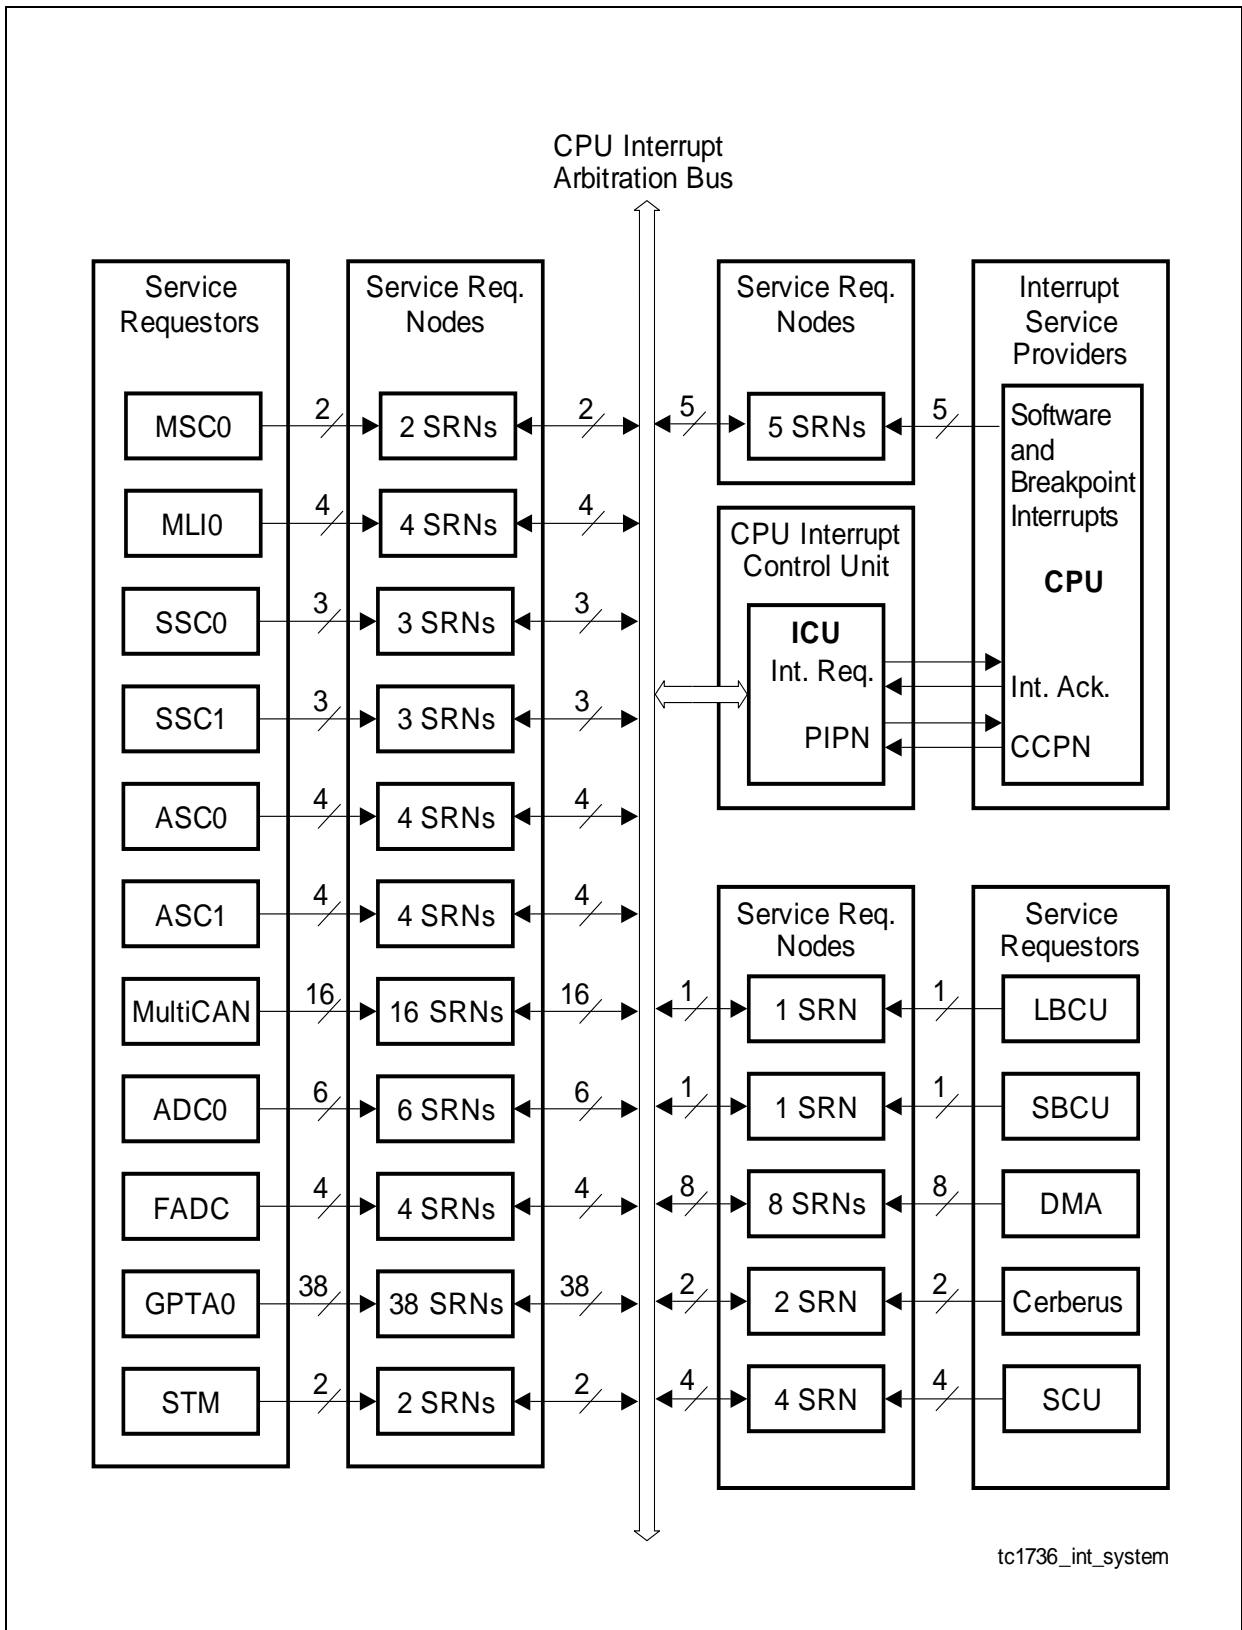 CPU Interrupt
Arbitration Bus
Service
Requestors
Service Req.
Nodes
MSC0
2
2 SRNs
2
MLI0
4
4 SRNs
4
SSC0
3
3 SRNs
3
SSC1
3
3 SRNs
3
ASC0
4
4 SRNs
4
ASC1
4
4 SRNs
4
MultiCAN
16
16 SRNs
16
ADC0
6
6 SRNs
6
FADC
4
4 SRNs
4
GPTA0
38
38 SRNs
38
STM
2
2 SRNs
2
Service Req.
Nodes
5
5 SRNs
5
Interrupt
Service
Providers
Software
and
Breakpoint
Interrupts
CPU
Int. Ack.
CCPN
CPU Interrupt
Control Unit
ICU
Int. Req.
PIPN
Service Req.
Nodes
Service
Requestors
1
1 SRN
1
LBCU
1
1 SRN
1
SBCU
8
8 SRNs
8
DMA
2
2 SRN
2
Cerberus
4
4 SRN
4
SCU
tc1736_int_system